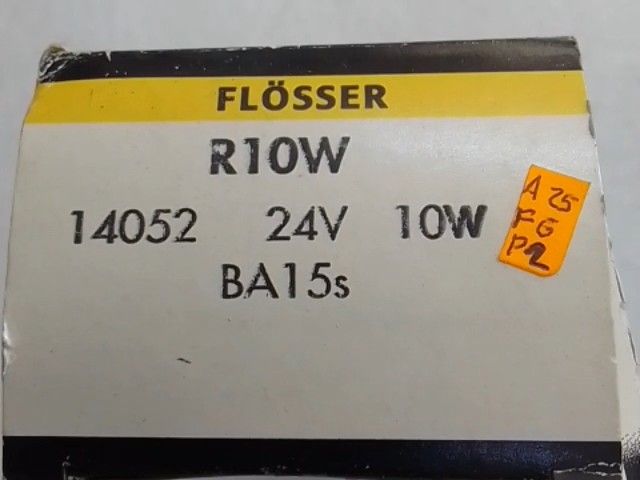 FLÖSSER
R10W
14052 24V 10W
BA15s
A 25
FG
P2